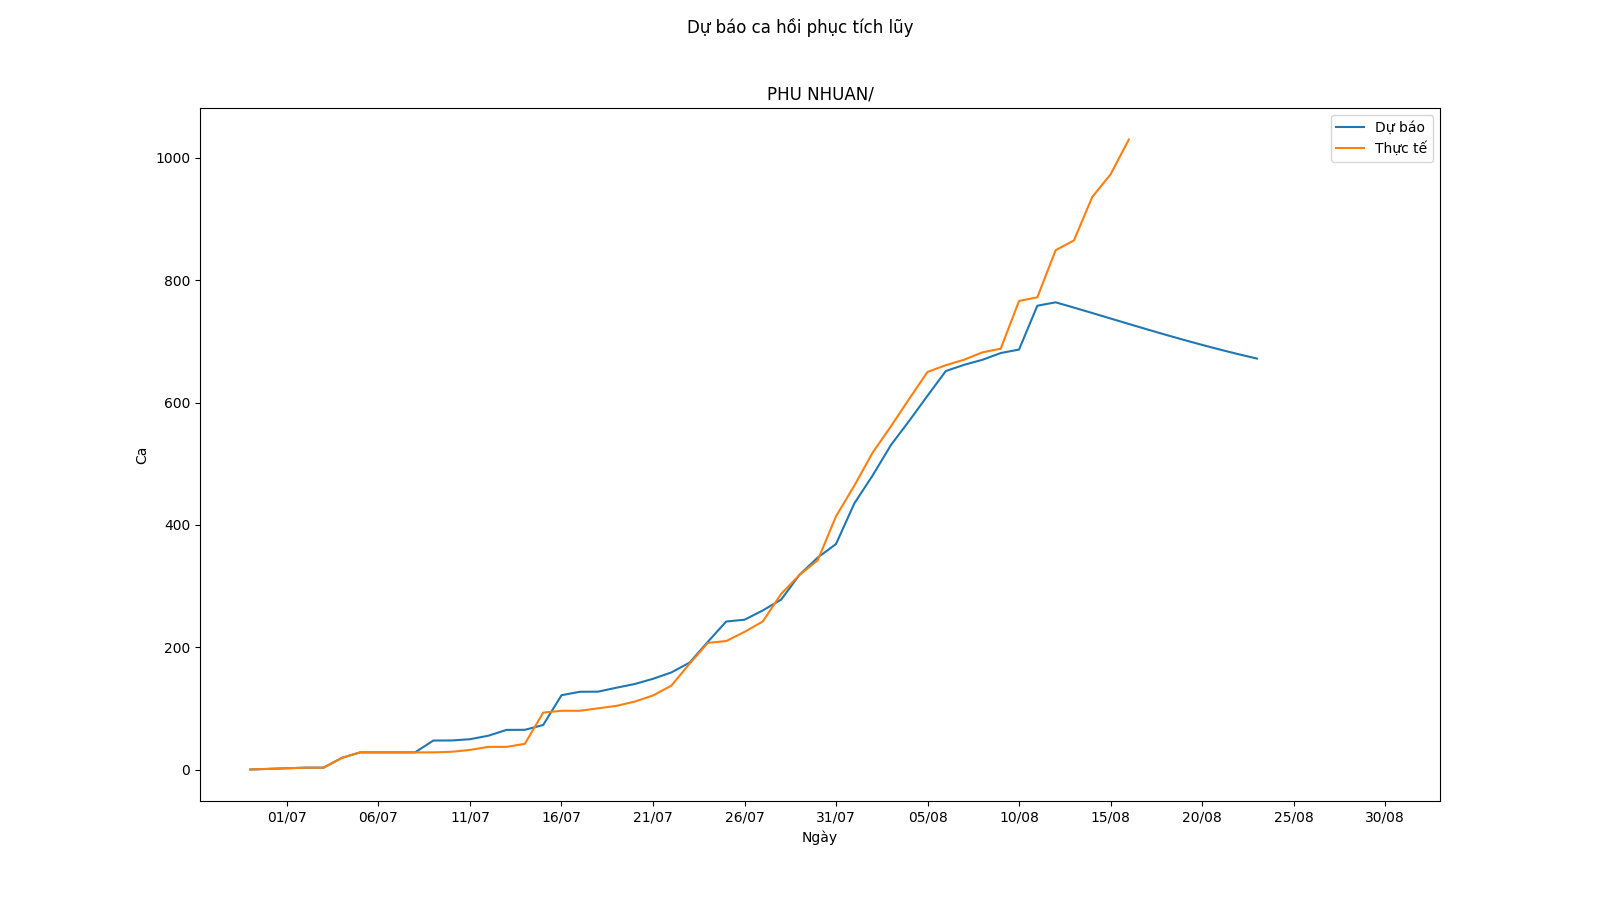 Dự báo ca hồi phục tích lũy
PHU NHUAN/
Dự báo
Thực tế
1000
800
600
400
200
0
Ca
01/07 06/07 11/07 16/07 21/07 26/07 31/07 05/08 10/08 15/08 20/08 25/08 30/08
Ngày